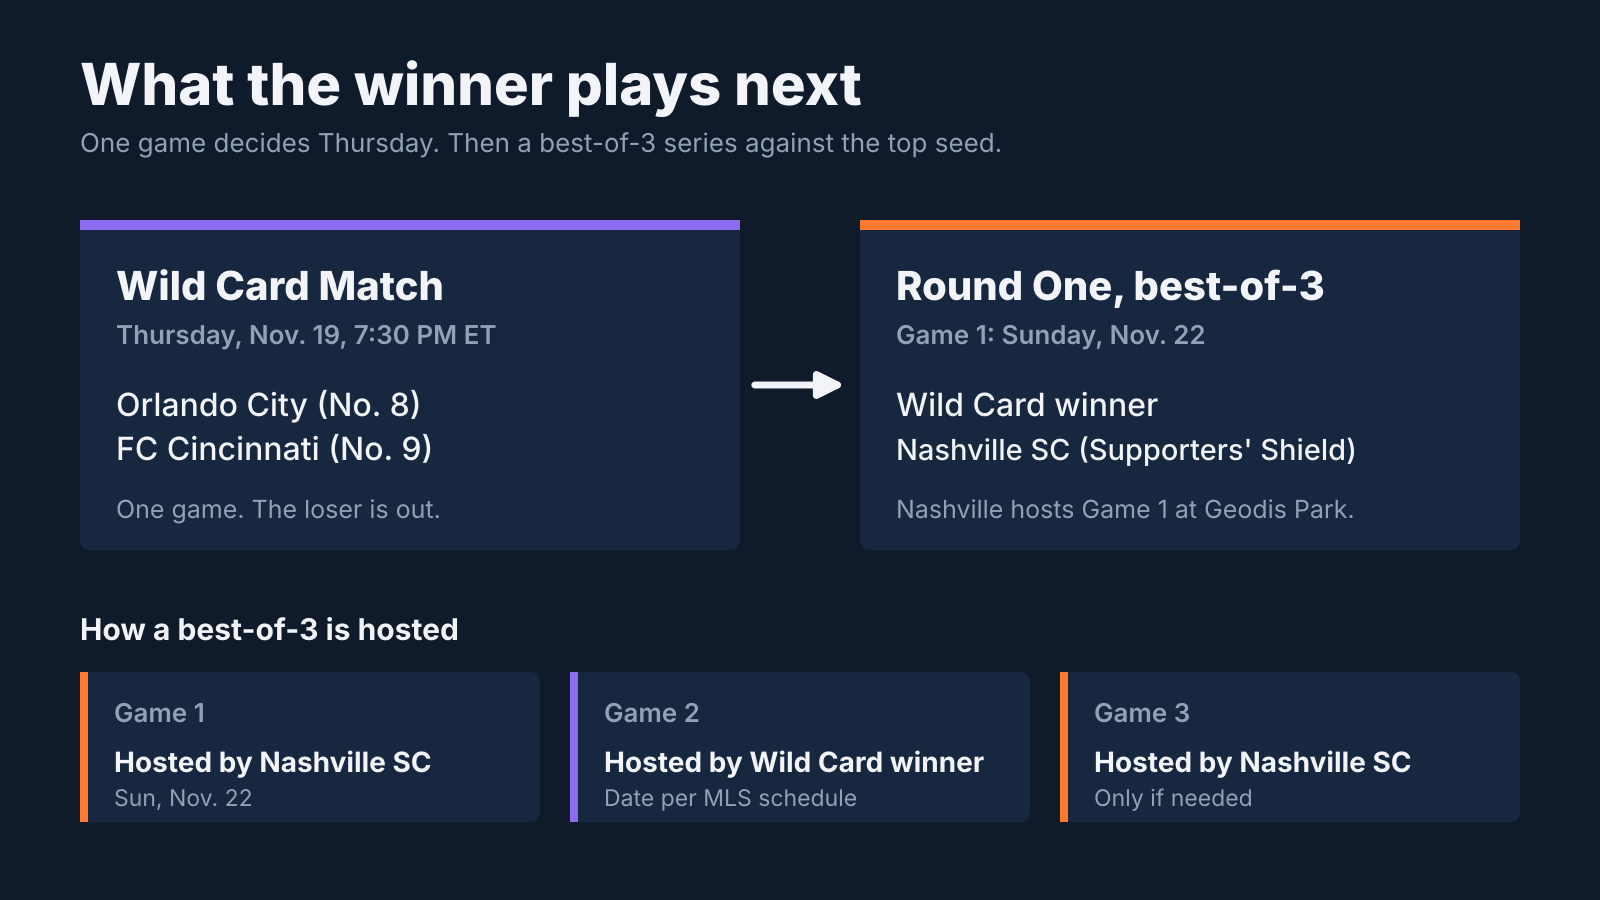 What the winner plays next
One game decides Thursday. Then a best-of-3 series against the top seed.
Wild Card Match
Thursday, Nov. 19, 7:30 PM ET
Orlando City (No. 8)
FC Cincinnati (No. 9)
One game. The loser is out.
Round One, best-of-3
Game 1: Sunday, Nov. 22
Wild Card winner
Nashville SC (Supporters' Shield)
Nashville hosts Game 1 at Geodis Park.
How a best-of-3 is hosted
Game 1
Hosted by Nashville SC
Sun, Nov. 22
Game 2
Hosted by Wild Card winner
Date per MLS schedule
Game 3
Hosted by Nashville SC
Only if needed